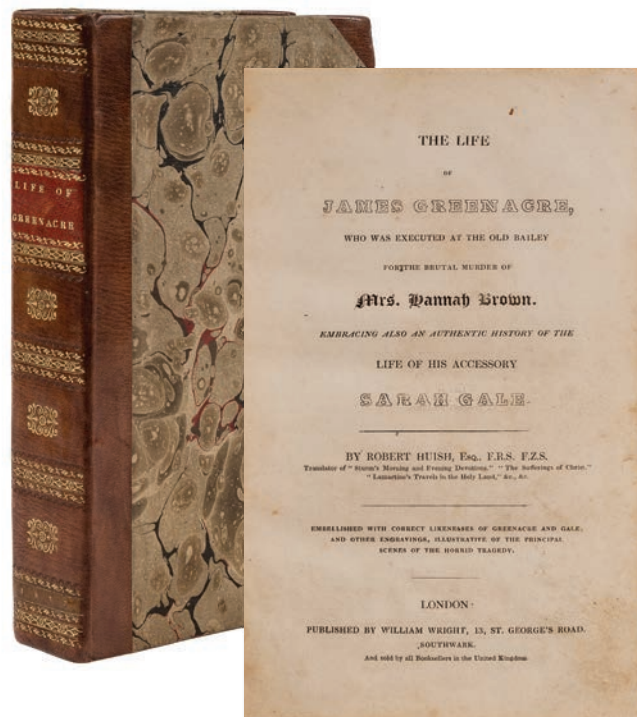 LIFE OF
GREENACRE
THE LIFE
OF
JAMES GREENACRE,
WHO WAS EXECUTED AT THE OLD BAILEY
FOR THE BRUTAL MURDER OF
Mrs. Hannah Brown.
EMBRACING ALSO AN AUTHENTIC HISTORY OF THE
LIFE OF HIS ACCESSORY
SARAH GALE.
BY ROBERT HUISH, Esq., F.R.S. F.Z.S.
Translator of "Sturm's Morning and Evening Devotions," "The Sufferings of Christ."
"Lamartine's Travels in the Holy Land," &c., &c.
EMBELLISHED WITH CORRECT LIKENESSES OF GREENACRE AND GALE,
AND OTHER ENGRAVINGS, ILLUSTRATIVE OF THE PRINCIPAL
SCENES OF THE HORRID TRAGEDY.
LONDON:
PUBLISHED BY WILLIAM WRIGHT, 13, ST. GEORGE'S ROAD.
SOUTHWARK.
And sold by all Booksellers in the United Kingdom.